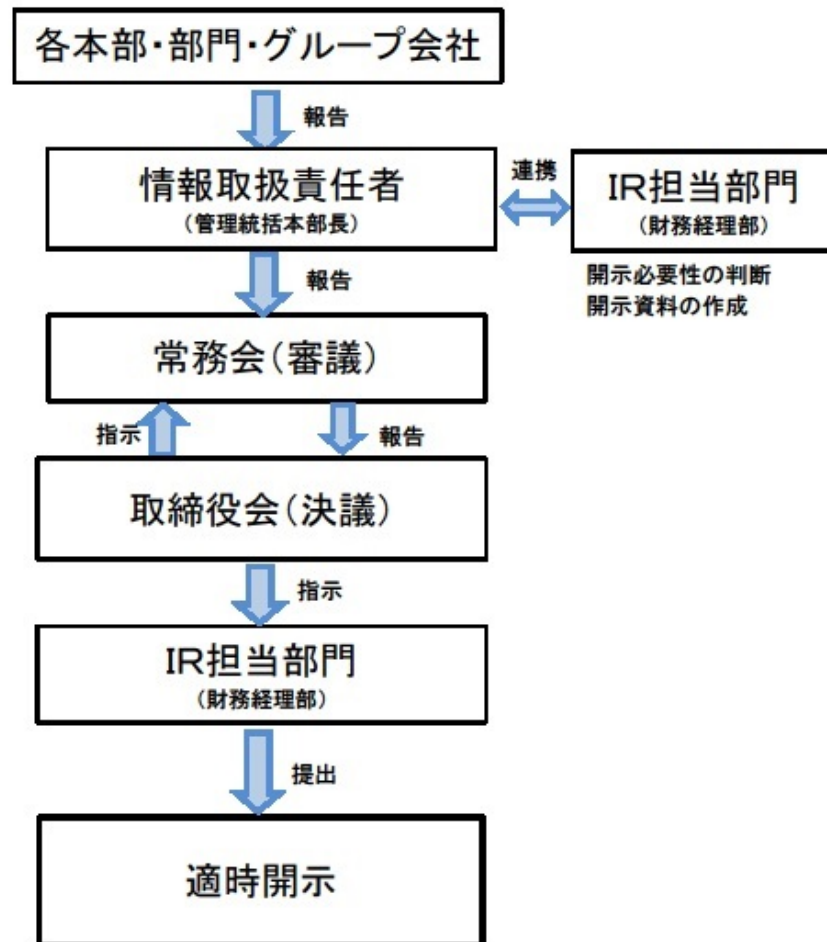 各本部・部門・グループ会社
報告
情報取扱責任者
（管理統括本部長）
連携
IR担当部門
（財務経理部）
開示必要性の判断
開示資料の作成
報告
常務会（審議）
指示
報告
取締役会（決議）
指示
IR担当部門
（財務経理部）
提出
適時開示